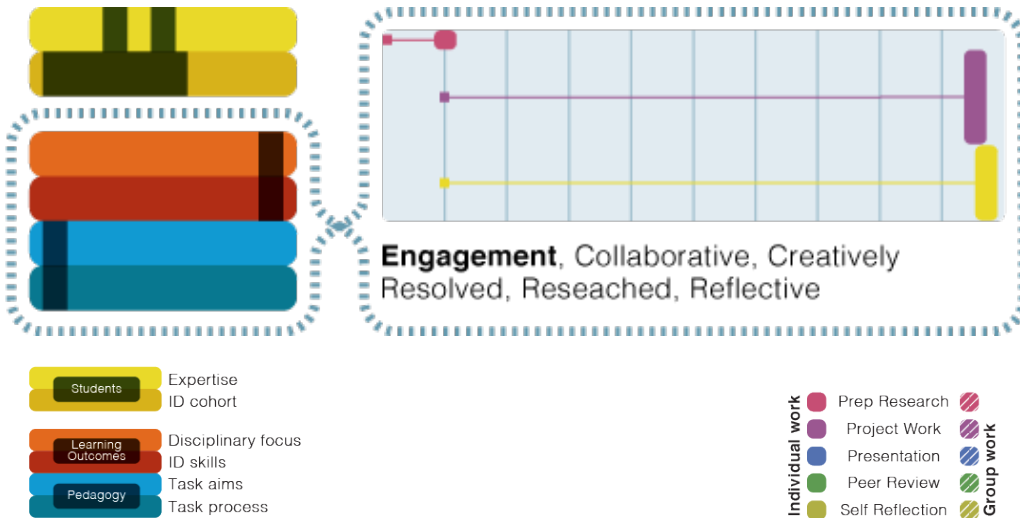 Engagement, Collaborative, Creatively
Resolved, Reseached, Reflective
Students
Expertise
ID cohort
Learning
Outcomes
Disciplinary focus
ID skills
Pedagogy
Task aims
Task process
Individual work
Prep Research
Project Work
Presentation
Peer Review
Self Reflection
Group work